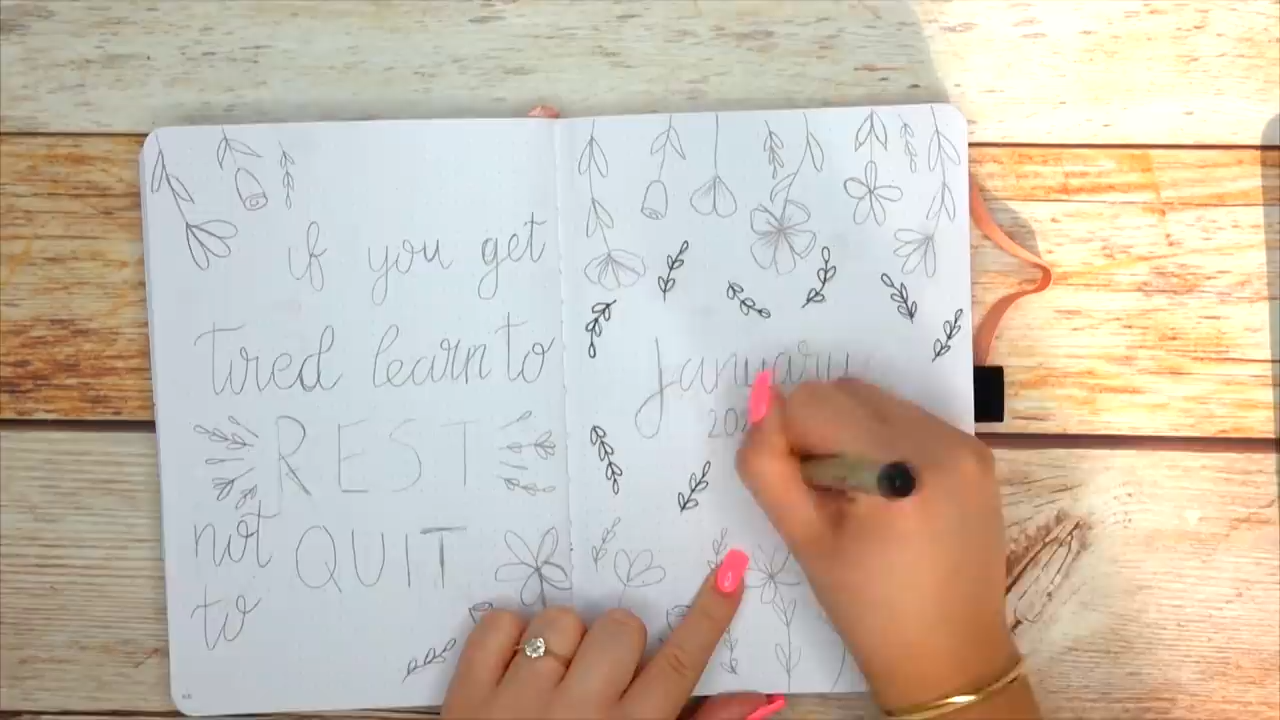 if you get
tired learn to
REST
not QUIT
to
January